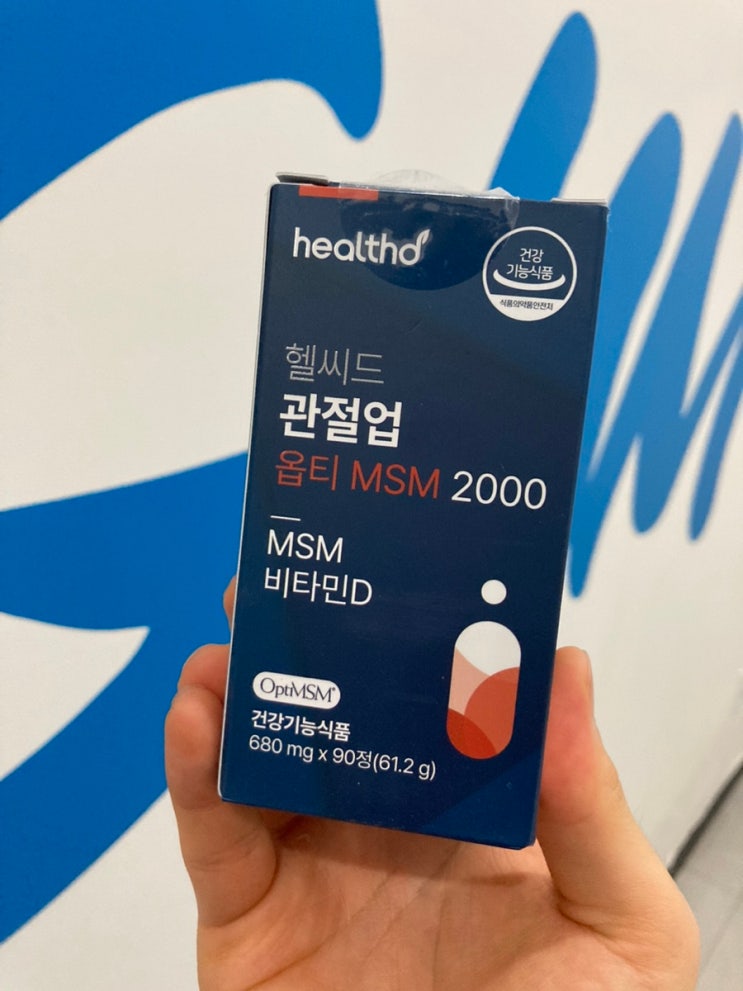 healthd
건강
기능식품
식품의약품안전처
헬씨드
관절업
옵티 MSM 2000
MSM
비타민D
OptiMSM®
건강기능식품
680 mg x 90정(61.2 g)